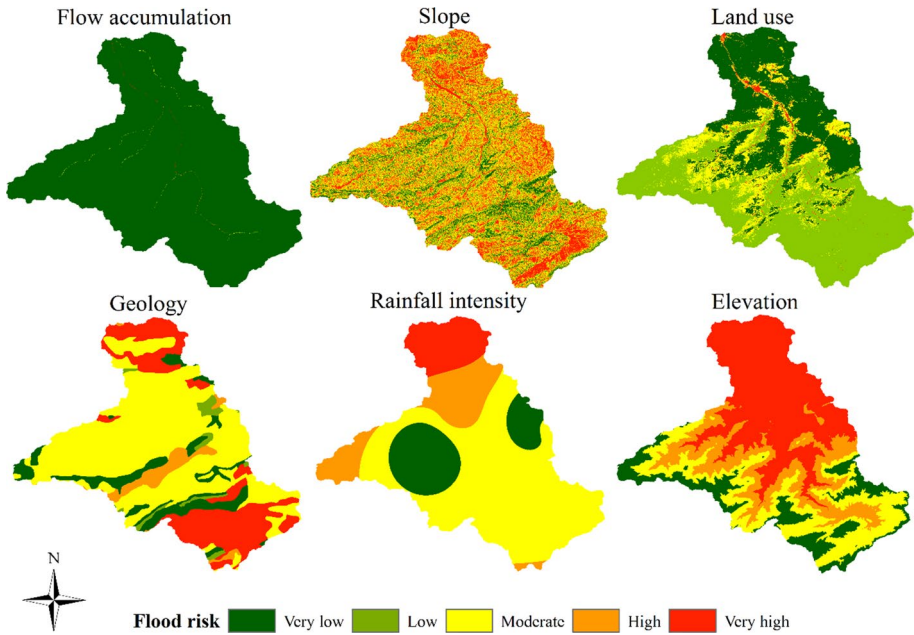 Flow accumulation
Slope
Land use
Geology
Rainfall intensity
Elevation
N
Flood risk Very low Low Moderate High Very high